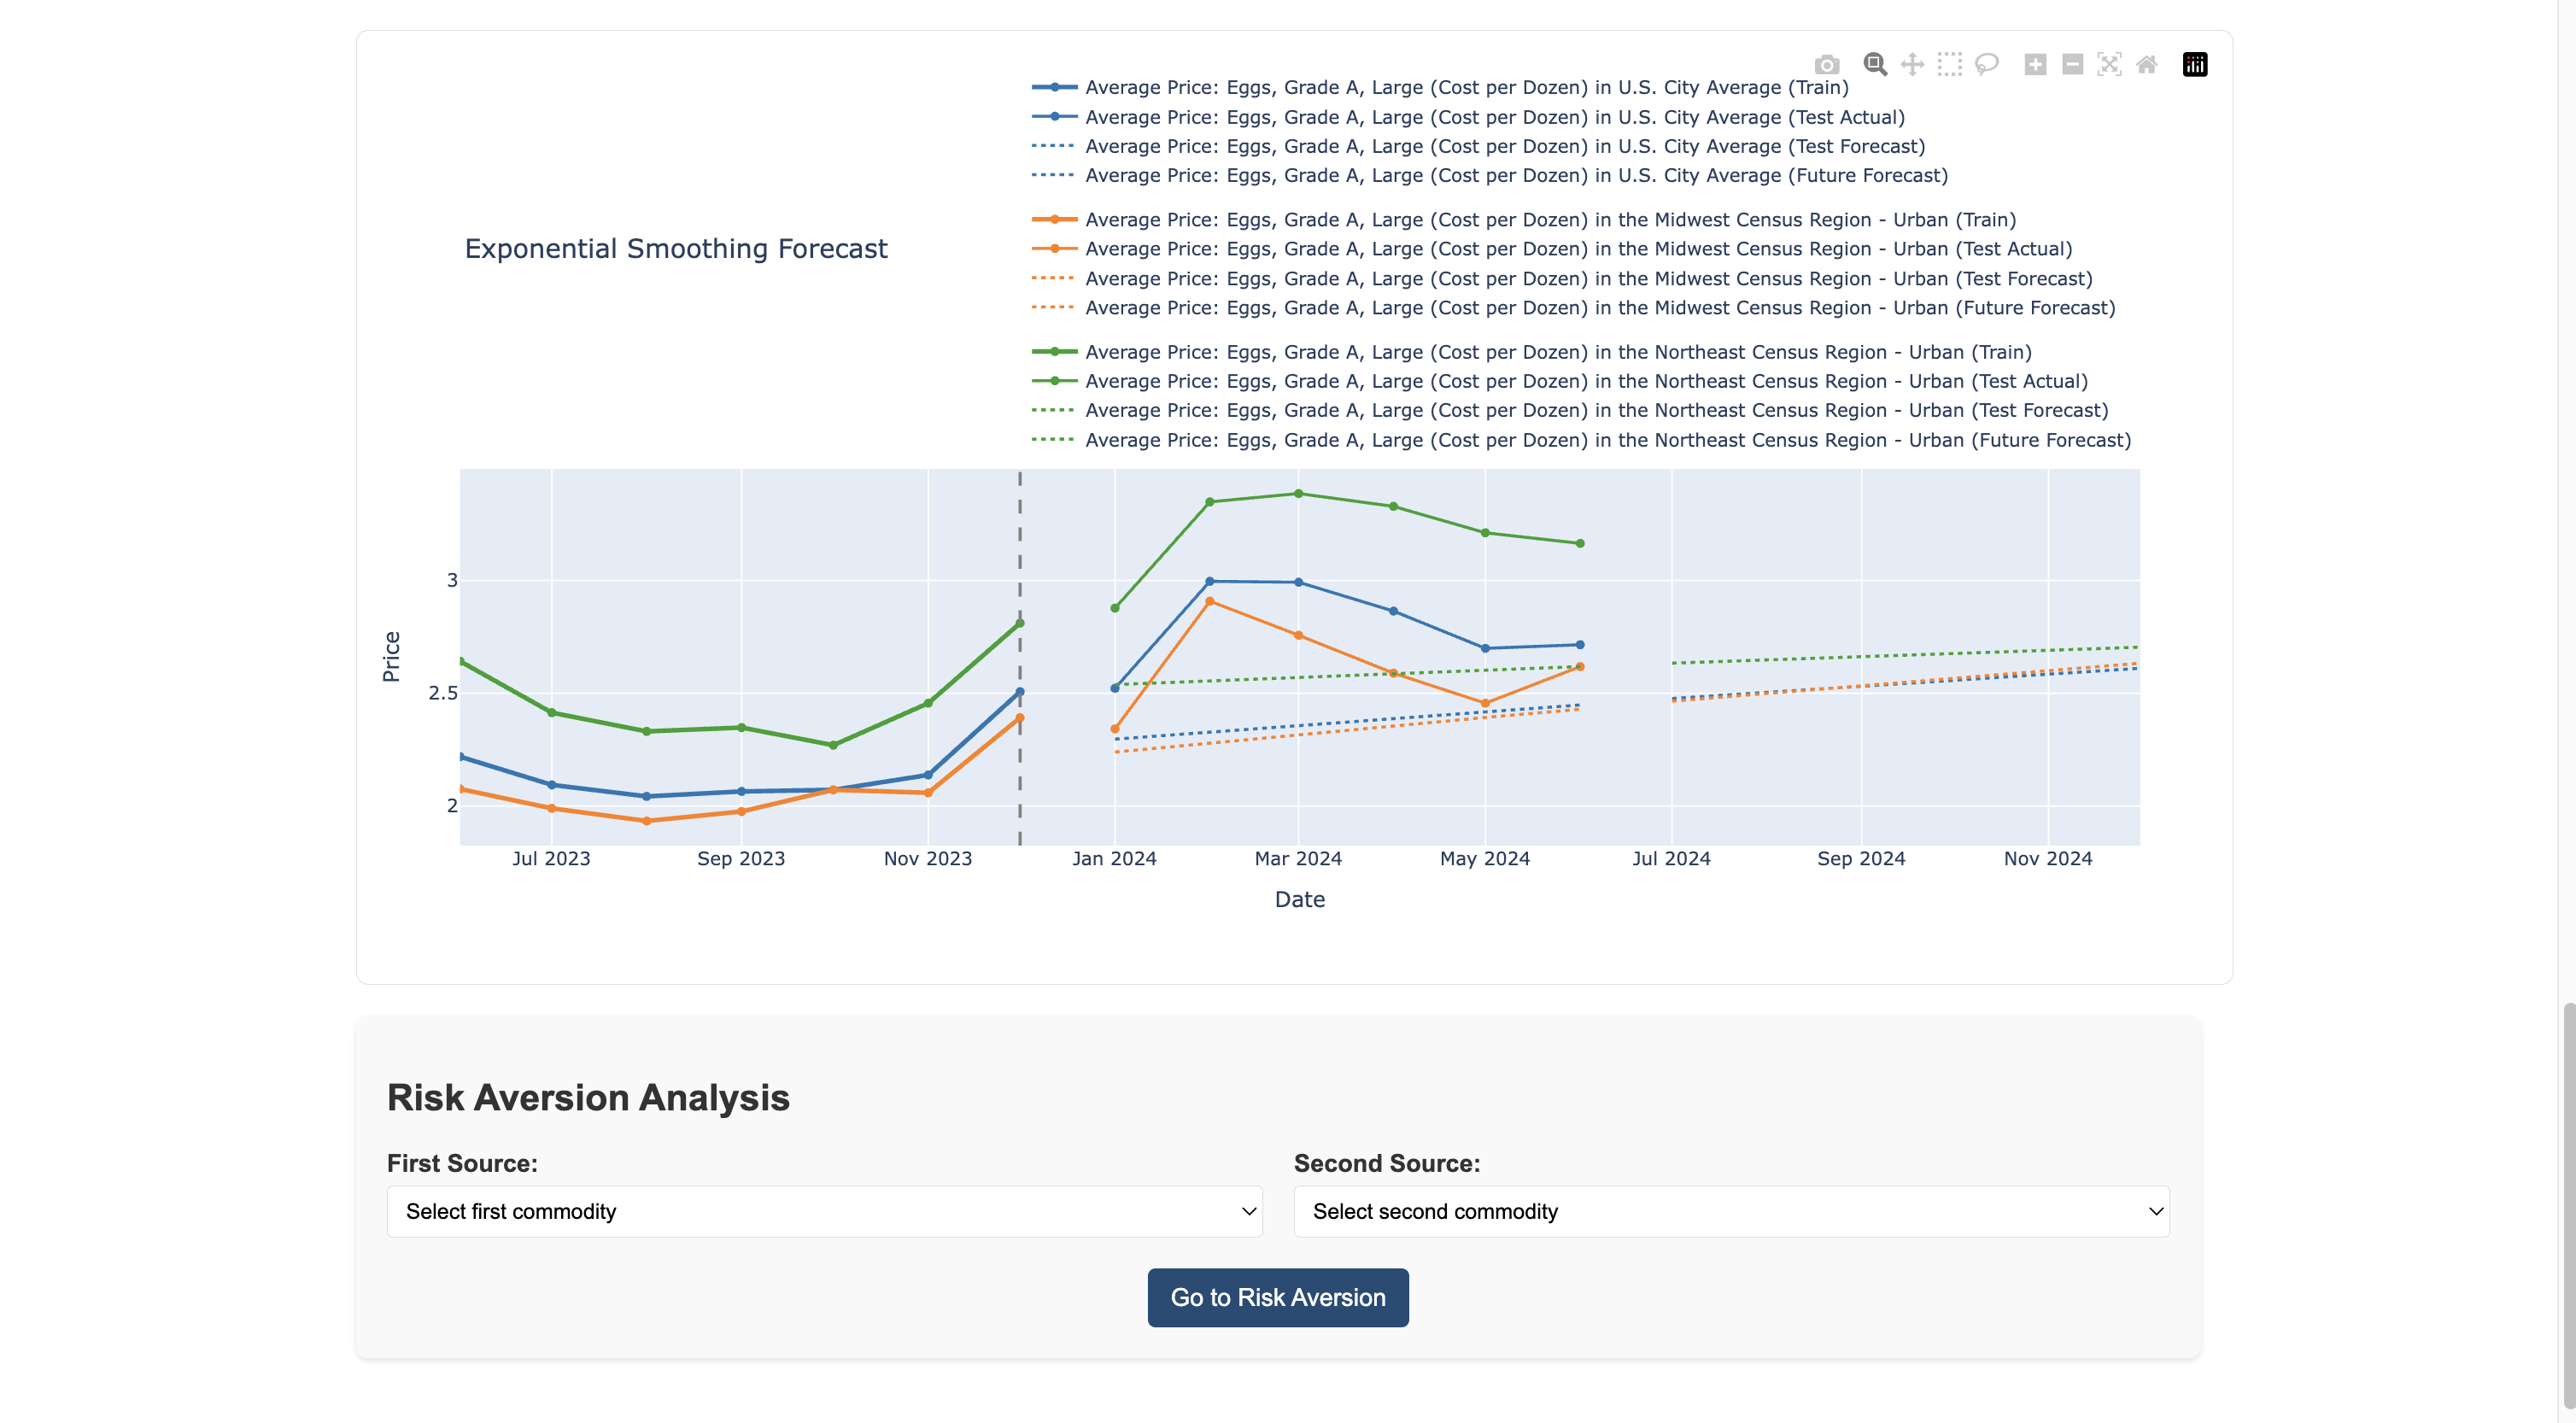 Average Price: Eggs, Grade A, Large (Cost per Dozen) in U.S. City Average (Train)
Average Price: Eggs, Grade A, Large (Cost per Dozen) in U.S. City Average (Test Actual)
Average Price: Eggs, Grade A, Large (Cost per Dozen) in U.S. City Average (Test Forecast)
Average Price: Eggs, Grade A, Large (Cost per Dozen) in U.S. City Average (Future Forecast)
Average Price: Eggs, Grade A, Large (Cost per Dozen) in the Midwest Census Region - Urban (Train)
Exponential Smoothing Forecast
Average Price: Eggs, Grade A, Large (Cost per Dozen) in the Midwest Census Region - Urban (Test Actual)
Average Price: Eggs, Grade A, Large (Cost per Dozen) in the Midwest Census Region - Urban (Test Forecast)
Average Price: Eggs, Grade A, Large (Cost per Dozen) in the Midwest Census Region - Urban (Future Forecast)
Average Price: Eggs, Grade A, Large (Cost per Dozen) in the Northeast Census Region - Urban (Train)
Average Price: Eggs, Grade A, Large (Cost per Dozen) in the Northeast Census Region - Urban (Test Actual)
Average Price: Eggs, Grade A, Large (Cost per Dozen) in the Northeast Census Region - Urban (Test Forecast)
Average Price: Eggs, Grade A, Large (Cost per Dozen) in the Northeast Census Region - Urban (Future Forecast)
3
Price
2.5
2
Jul 2023 Sep 2023 Nov 2023 Jan 2024 Mar 2024 May 2024 Jul 2024 Sep 2024 Nov 2024
Date
Risk Aversion Analysis
First Source: Second Source:
Select first commodity Select second commodity
Go to Risk Aversion